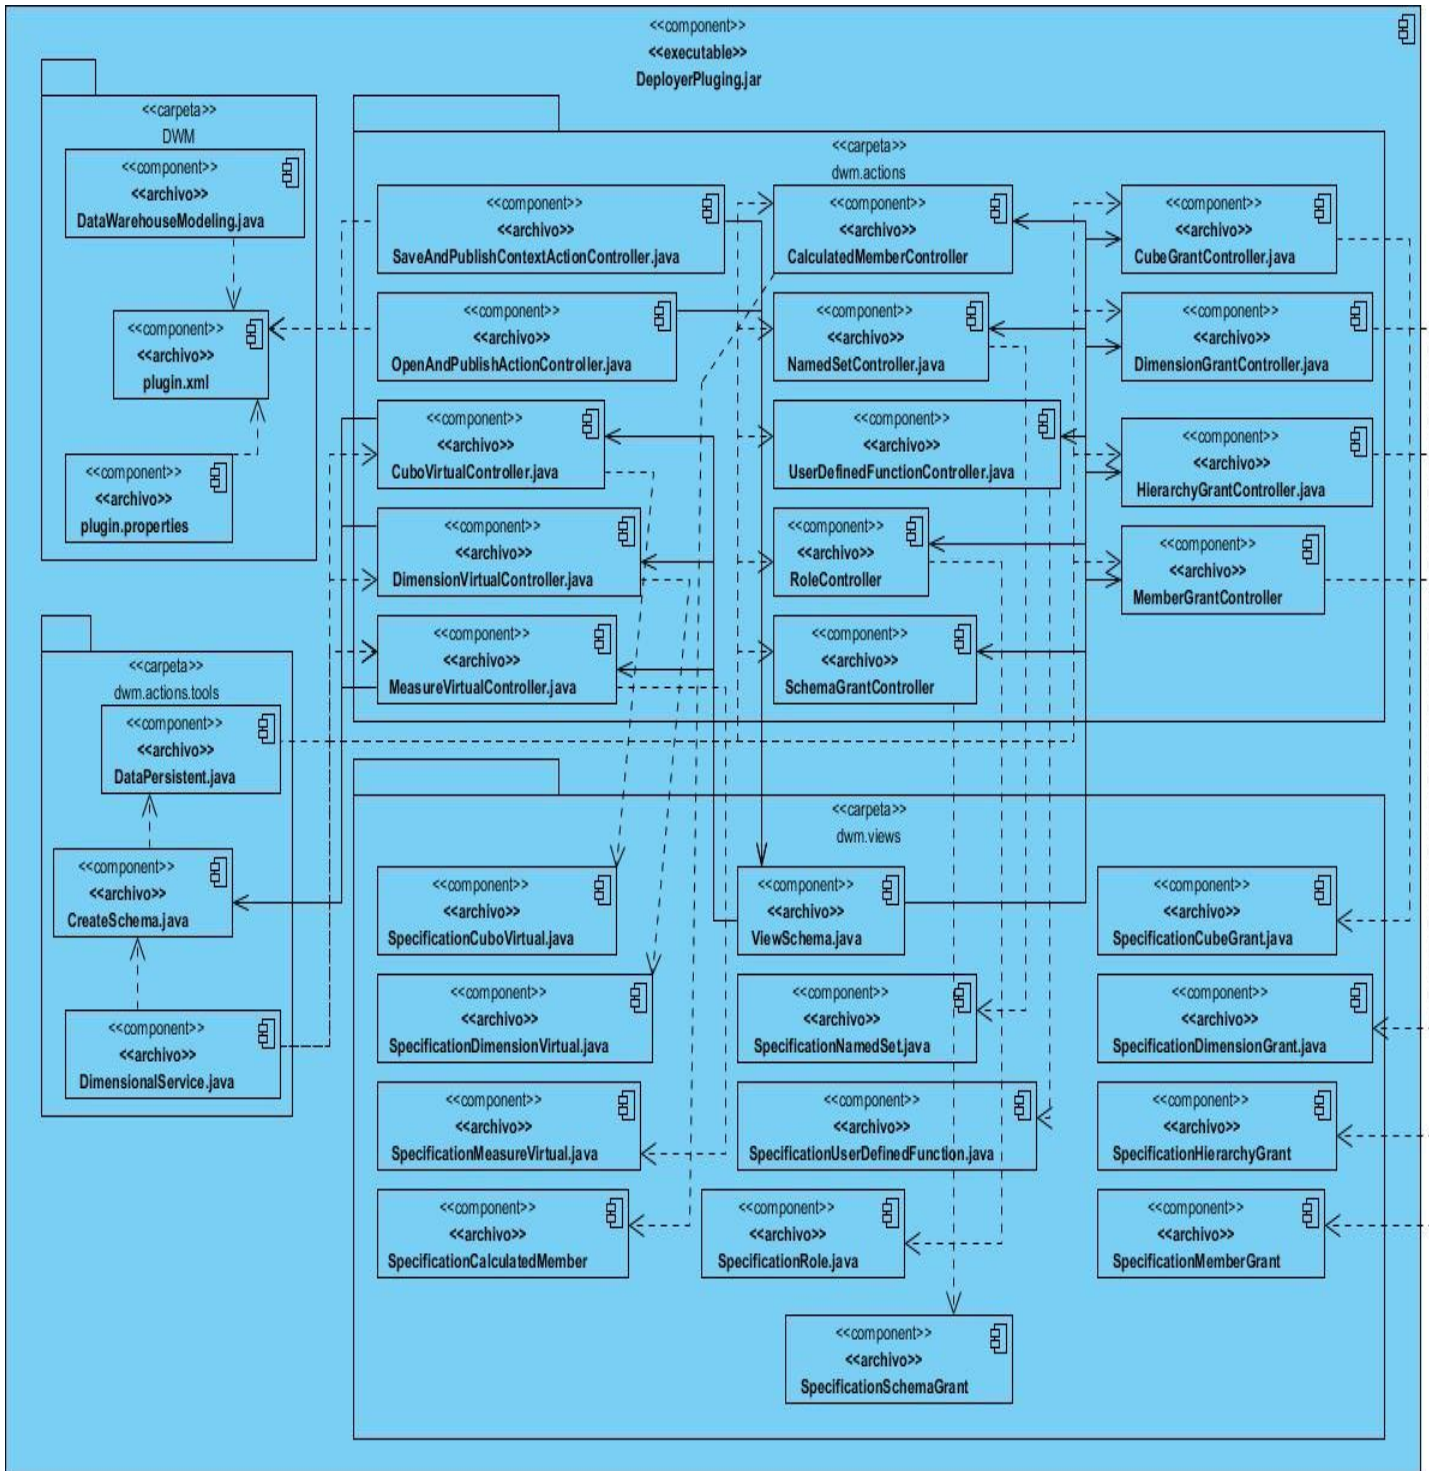 <<component>>
<<executable>>
DeployerPluging.jar
<<carpeta>>
DWM
<<component>>
<<archivo>>
DataWarehouseModeling.java
<<component>>
<<archivo>>
plugin.xml
<<component>>
<<archivo>>
plugin.properties
<<carpeta>>
dwm.actions
<<component>>
<<archivo>>
SaveAndPublishContextActionController.java
<<component>>
<<archivo>>
CalculatedMemberController
<<component>>
<<archivo>>
CubeGrantController.java
<<component>>
<<archivo>>
OpenAndPublishActionController.java
<<component>>
<<archivo>>
NamedSetController.java
<<component>>
<<archivo>>
DimensionGrantController.java
<<component>>
<<archivo>>
CuboVirtualController.java
<<component>>
<<archivo>>
UserDefinedFunctionController.java
<<component>>
<<archivo>>
HierarchyGrantController.java
<<component>>
<<archivo>>
DimensionVirtualController.java
<<component>>
<<archivo>>
RoleController
<<component>>
<<archivo>>
MemberGrantController
<<component>>
<<archivo>>
MeasureVirtualController.java
<<component>>
<<archivo>>
SchemaGrantController
<<carpeta>>
dwm.actions.tools
<<component>>
<<archivo>>
DataPersistent.java
<<component>>
<<archivo>>
CreateSchema.java
<<component>>
<<archivo>>
DimensionalService.java
<<carpeta>>
dwm.views
<<component>>
<<archivo>>
SpecificationCuboVirtual.java
<<component>>
<<archivo>>
ViewSchema.java
<<component>>
<<archivo>>
SpecificationCubeGrant.java
<<component>>
<<archivo>>
SpecificationDimensionVirtual.java
<<component>>
<<archivo>>
SpecificationNamedSet.java
<<component>>
<<archivo>>
SpecificationDimensionGrant.java
<<component>>
<<archivo>>
SpecificationMeasureVirtual.java
<<component>>
<<archivo>>
SpecificationUserDefinedFunction.java
<<component>>
<<archivo>>
SpecificationHierarchyGrant
<<component>>
<<archivo>>
SpecificationCalculatedMember
<<component>>
<<archivo>>
SpecificationRole.java
<<component>>
<<archivo>>
SpecificationMemberGrant
<<component>>
<<archivo>>
SpecificationSchemaGrant